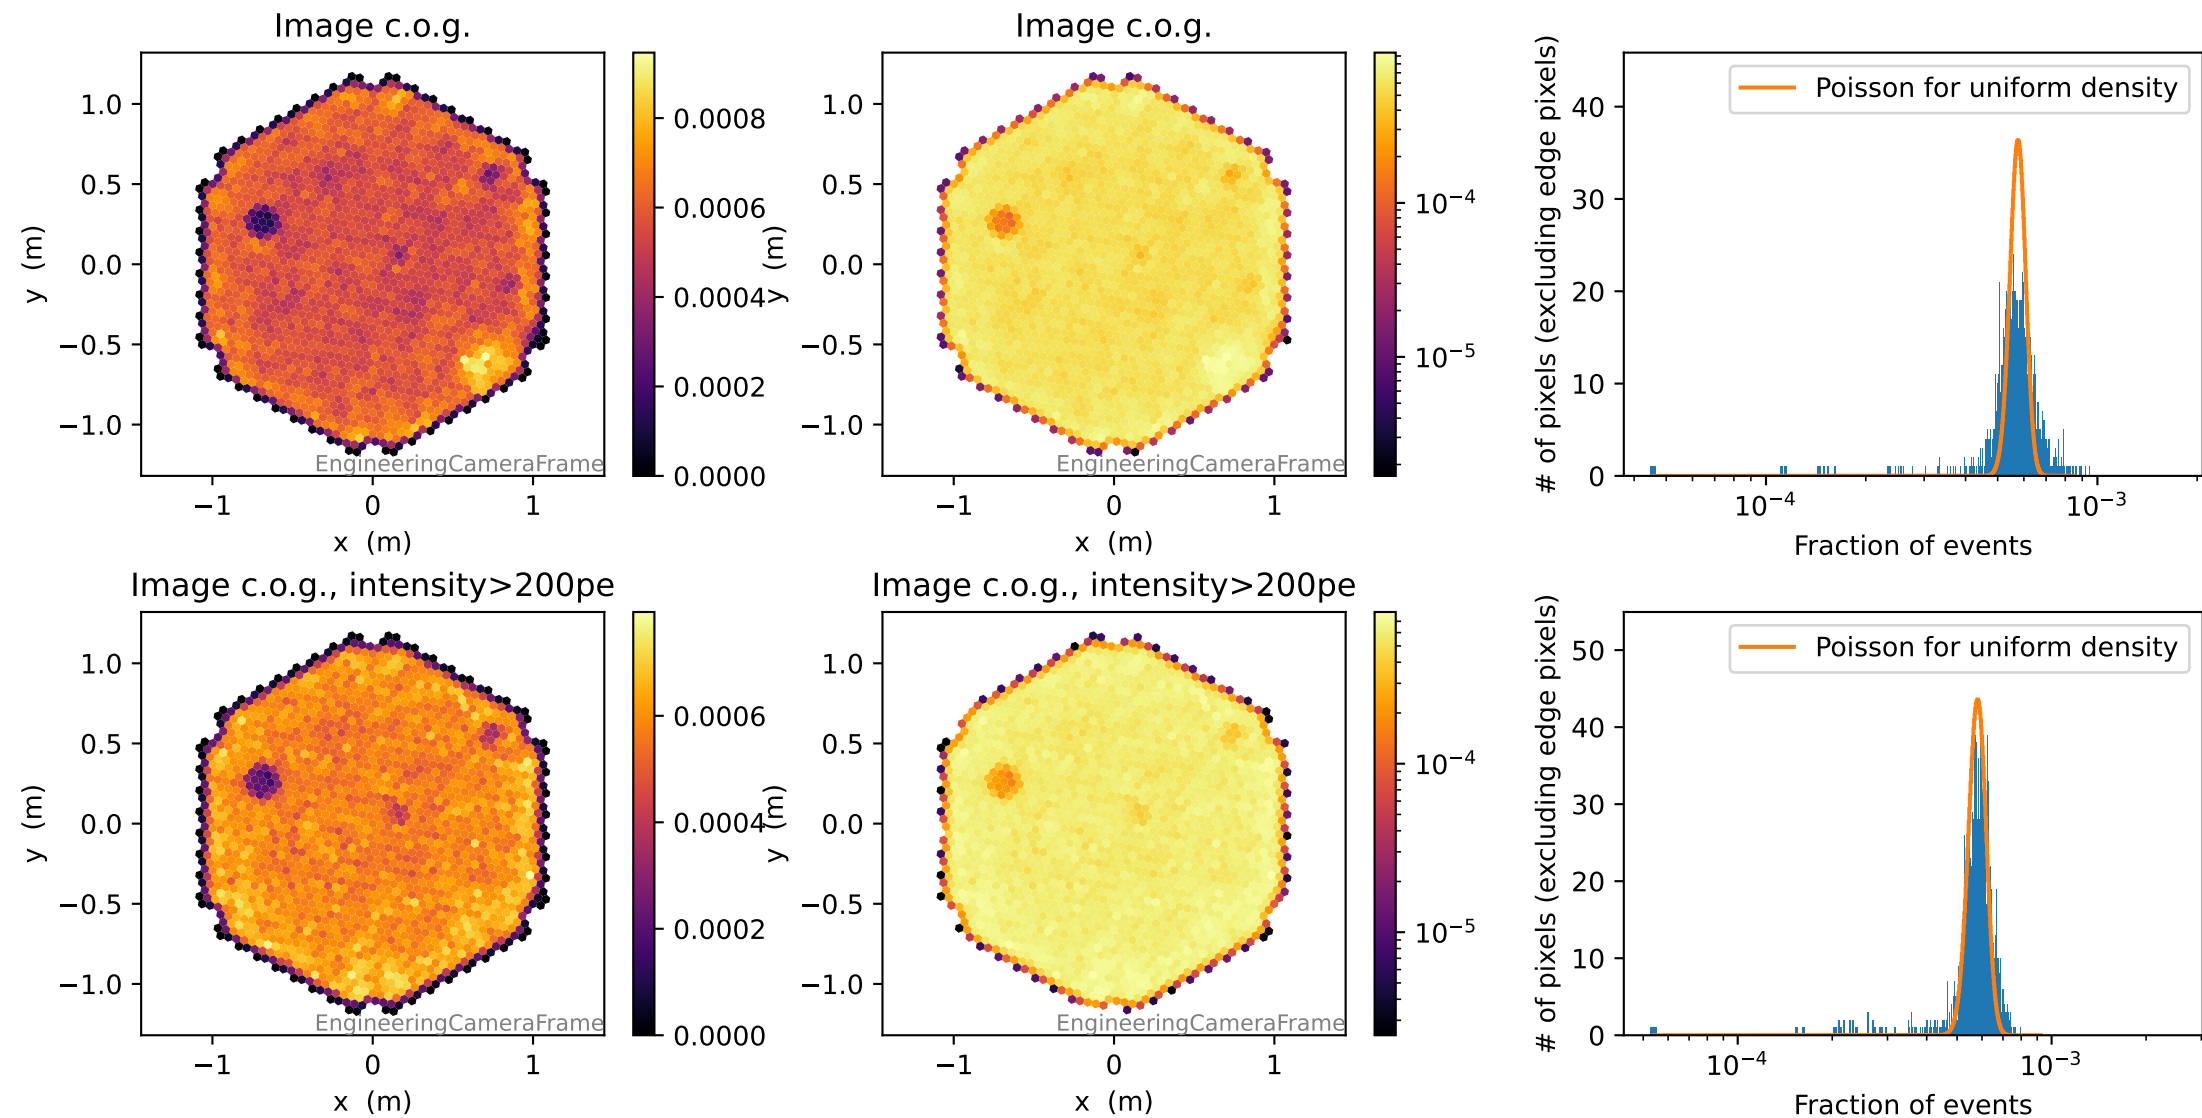 Image c.o.g.
1.0
0.5
0.0
−0.5
−1.0
y (m)
−1
0
1
x (m)
EngineeringCameraFrame
0.0008
0.0006
0.0004
0.0002
0.0000
Image c.o.g.
1.0
0.5
0.0
−0.5
−1.0
y (m)
−1
0
1
x (m)
EngineeringCameraFrame
10⁻⁴
10⁻⁵
Poisson for uniform density
40
30
20
10
0
# of pixels (excluding edge pixels)
10⁻⁴
10⁻³
Fraction of events
Image c.o.g., intensity>200pe
1.0
0.5
0.0
−0.5
−1.0
y (m)
−1
0
1
x (m)
EngineeringCameraFrame
0.0006
0.0004
0.0002
0.0000
Image c.o.g., intensity>200pe
1.0
0.5
0.0
−0.5
−1.0
y (m)
−1
0
1
x (m)
EngineeringCameraFrame
10⁻⁴
10⁻⁵
Poisson for uniform density
50
40
30
20
10
0
# of pixels (excluding edge pixels)
10⁻⁴
10⁻³
Fraction of events